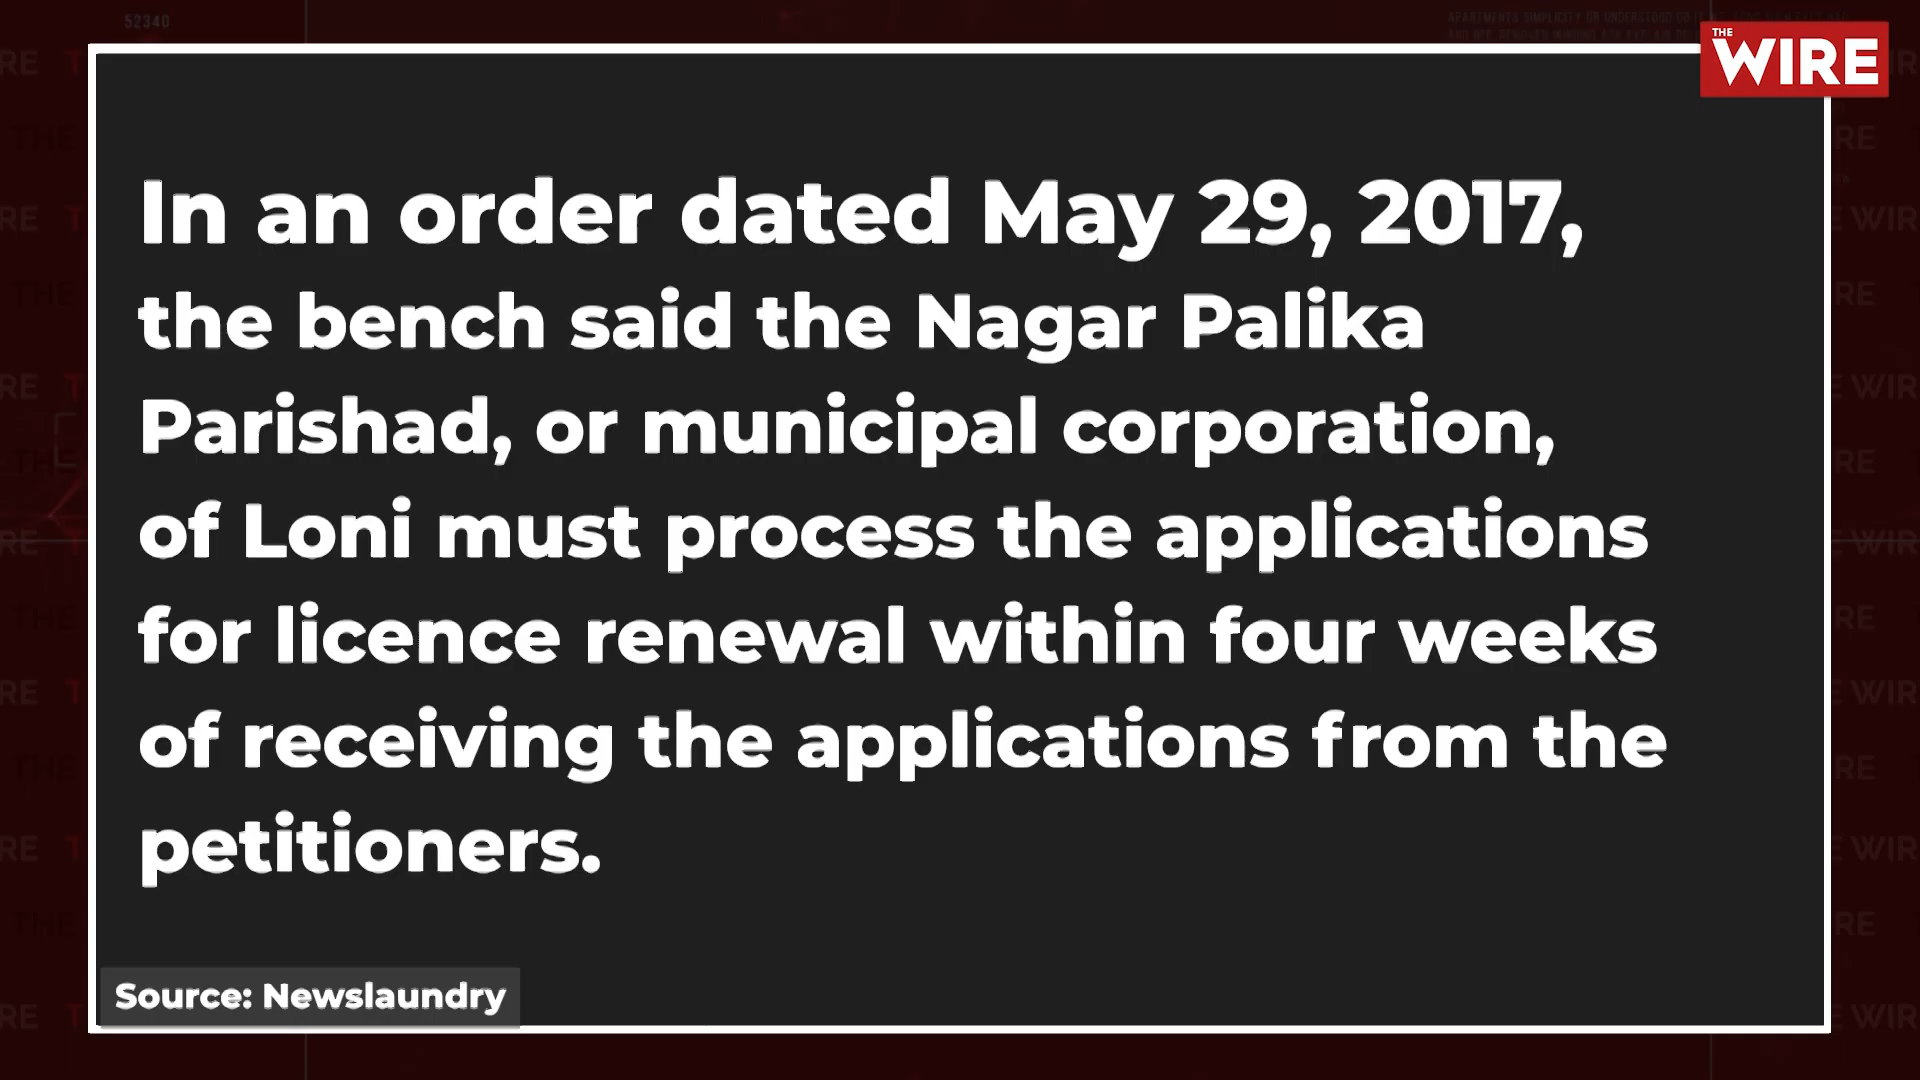 52340
THE
WIRE
In an order dated May 29, 2017,
the bench said the Nagar Palika
Parishad, or municipal corporation,
of Loni must process the applications
for licence renewal within four weeks
of receiving the applications from the
petitioners.
Source: Newslaundry